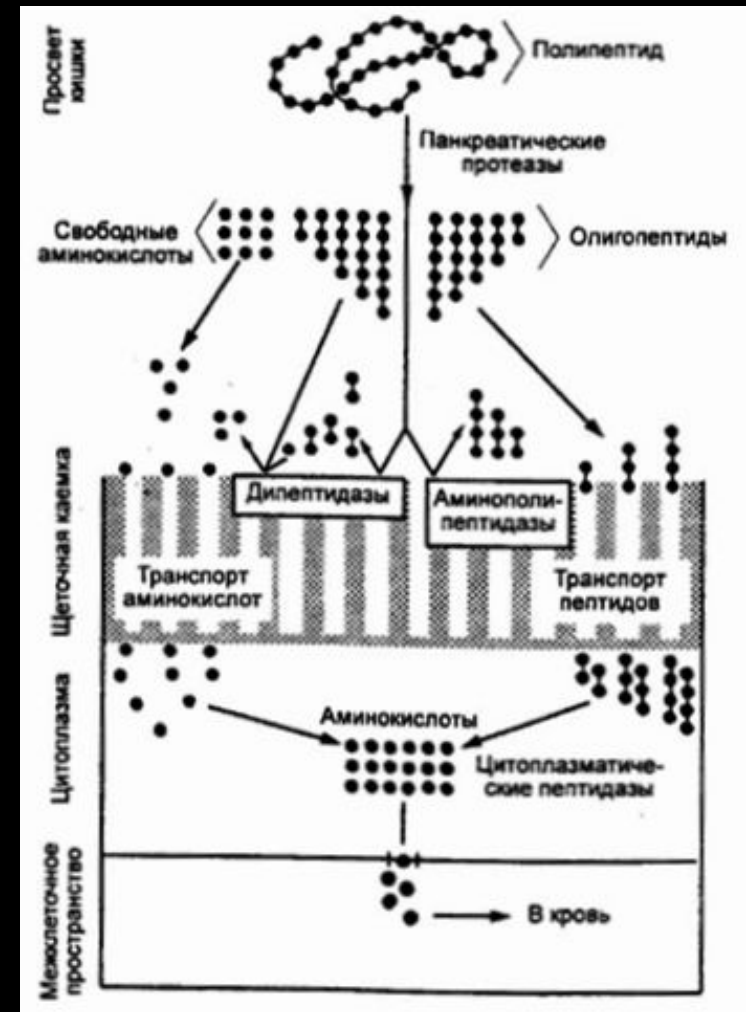 Просвет
кишки
Полипептид
Панкреатические
протеазы
Свободные
аминокислоты
Олигопептиды
Щеточная каемка
Дипептидазы
Аминополи-
пептидазы
Транспорт
аминокислот
Транспорт
пептидов
Цитоплазма
Аминокислоты
Цитоплазматиче-
ские пептидазы
Межклеточное
пространство
В кровь